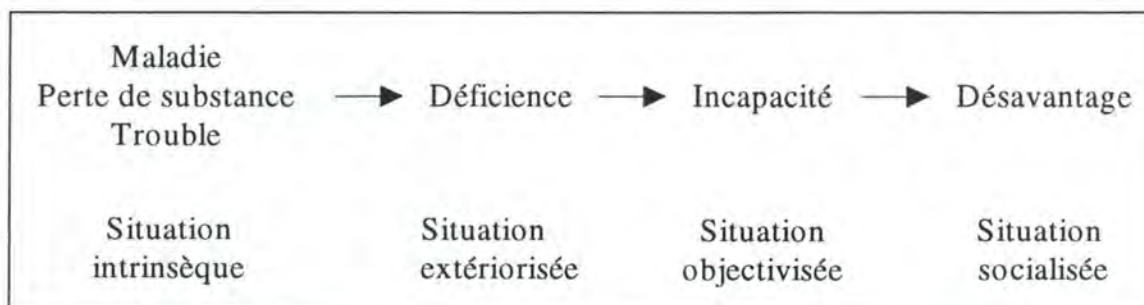 Maladie
Perte de substance → Déficience → Incapacité → Désavantage
Trouble
Situation Situation Situation Situation
intrinsèque extériorisée objectivisée socialisée